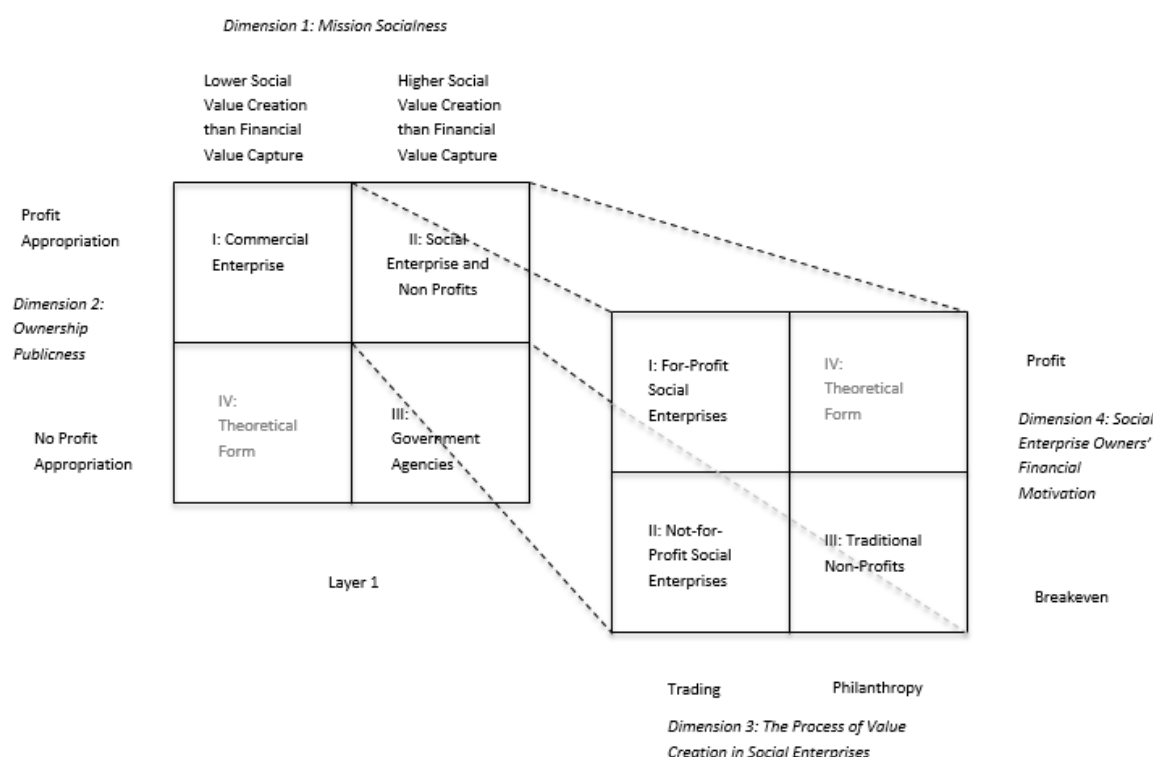 Dimension 1: Mission Socialness
Lower Social
Value Creation
than Financial
Value Capture
Higher Social
Value Creation
than Financial
Value Capture
Profit
Appropriation
I: Commercial
Enterprise
II: Social
Enterprise and
Non Profits
Dimension 2:
Ownership
Publicness
No Profit
Appropriation
IV:
Theoretical
Form
III:
Government
Agencies
Layer 1
I: For-Profit
Social
Enterprises
IV:
Theoretical
Form
Profit
Dimension 4: Social
Enterprise Owners'
Financial
Motivation
II: Not-for-
Profit Social
Enterprises
III: Traditional
Non-Profits
Breakeven
Trading
Philanthropy
Dimension 3: The Process of Value
Creation in Social Enterprises